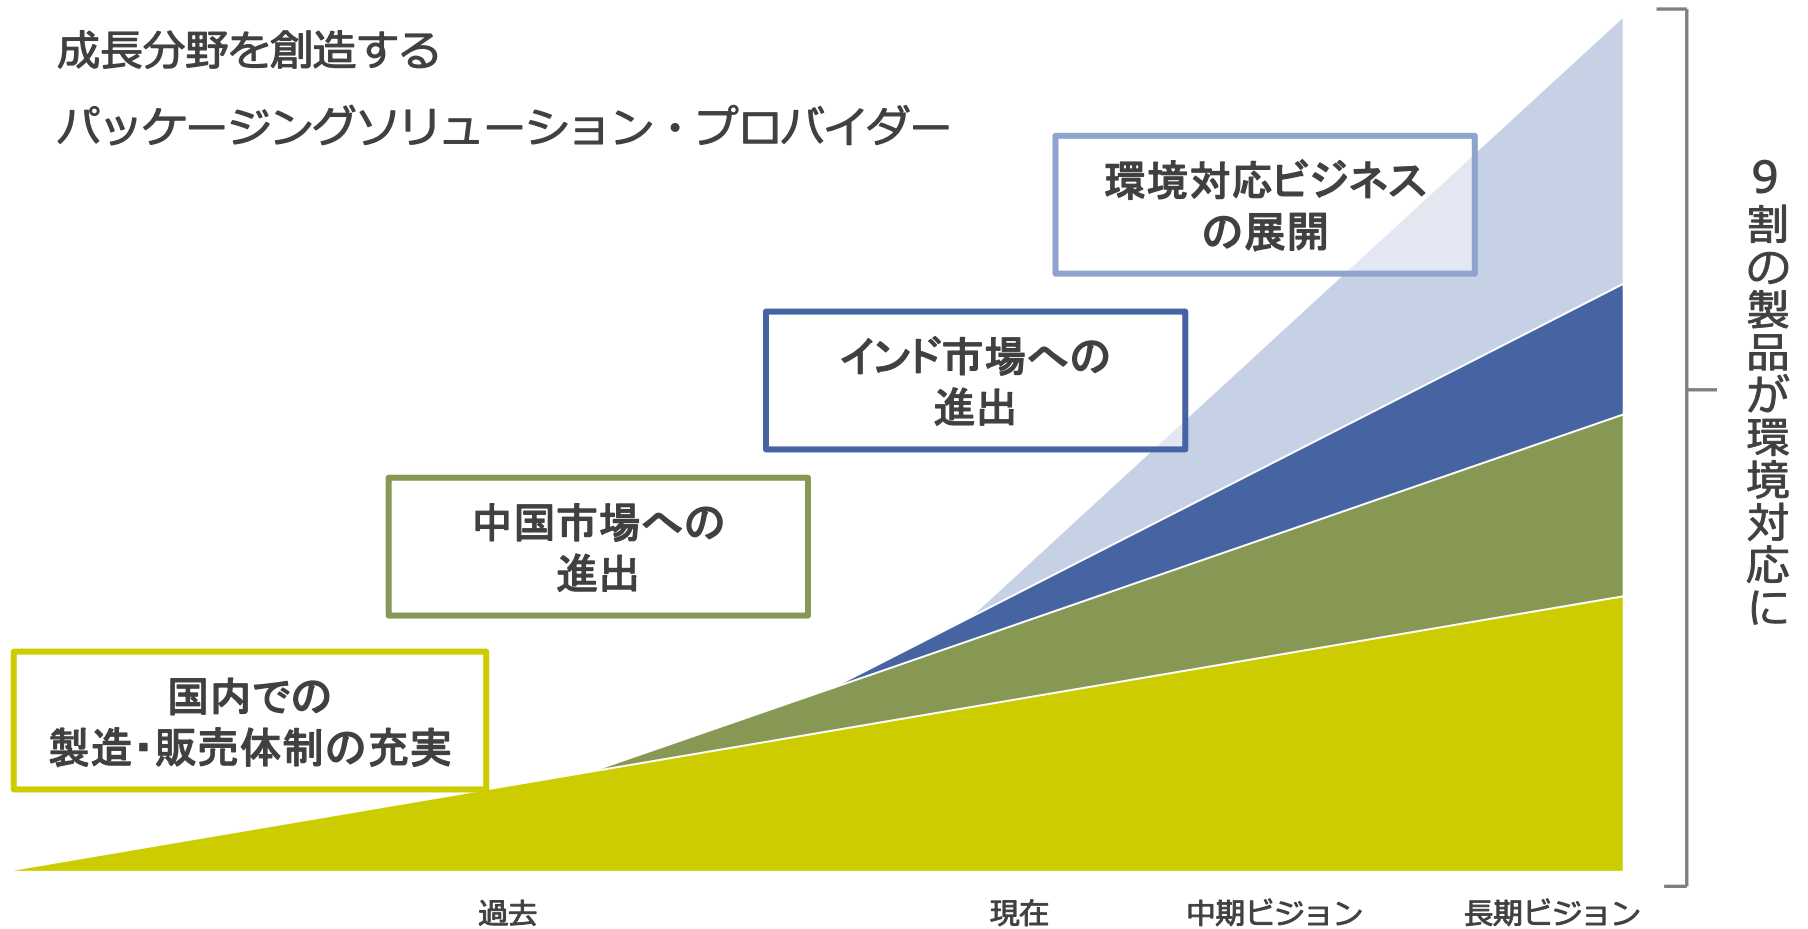 成長分野を創造する
パッケージングソリューション・プロバイダー
環境対応ビジネス
の展開
インド市場への
進出
中国市場への
進出
国内での
製造・販売体制の充実
9割の製品が環境対応に
過去
現在
中期ビジョン
長期ビジョン